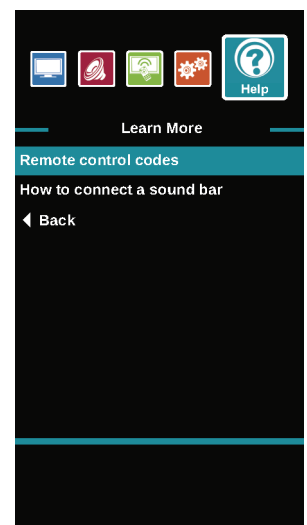 Help
Learn More
Remote control codes
How to connect a sound bar
Back